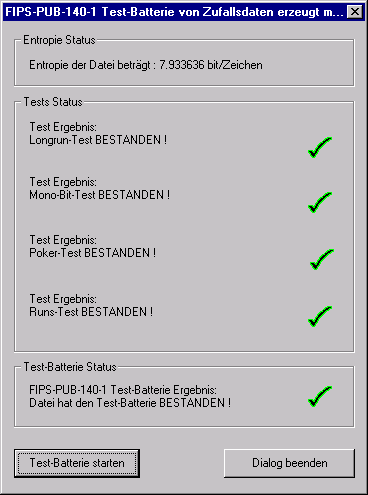 FIPS-PUB-140-1 Test-Batterie von Zufallsdaten erzeugt m...
Entropie Status
Entropie der Datei beträgt : 7.933636 bit/Zeichen
Tests Status
Test Ergebnis:
Longrun-Test BESTANDEN !
Test Ergebnis:
Mono-Bit-Test BESTANDEN !
Test Ergebnis:
Poker-Test BESTANDEN !
Test Ergebnis:
Runs-Test BESTANDEN !
Test-Batterie Status
FIPS-PUB-140-1 Test-Batterie Ergebnis:
Datei hat den Test-Batterie BESTANDEN !
Test-Batterie starten
Dialog beenden